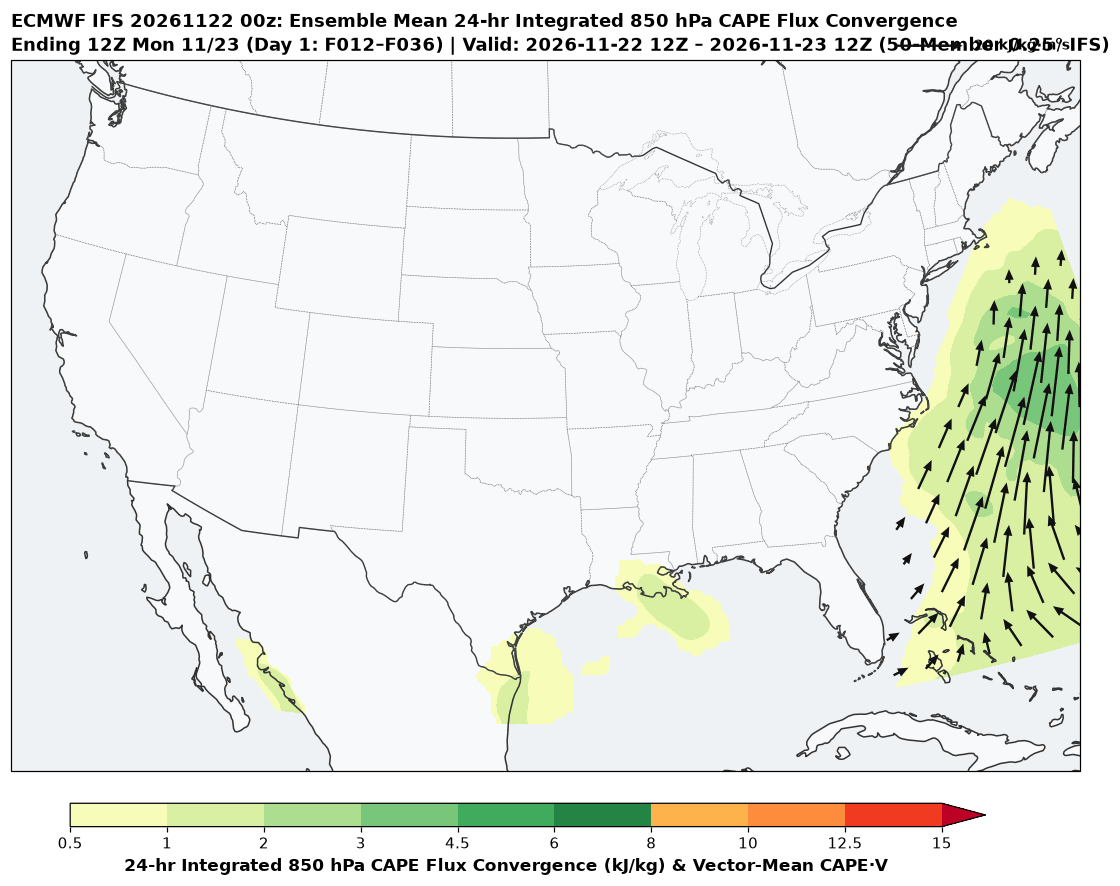 ECMWF IFS 20261122 00z: Ensemble Mean 24-hr Integrated 850 hPa CAPE Flux Convergence
Ending 12Z Mon 11/23 (Day 1: F012–F036) | Valid: 2026-11-22 12Z – 2026-11-23 12Z (50-Member 0.25° IFS)
0.5 1 2 3 4.5 6 8 10 12.5 15
24-hr Integrated 850 hPa CAPE Flux Convergence (kJ/kg) & Vector-Mean CAPE·V